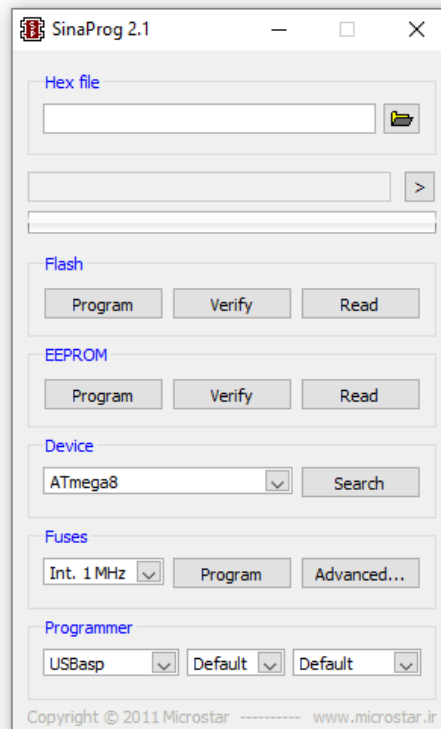 SinaProg 2.1
Hex file
>
Flash
Program Verify Read
EEPROM
Program Verify Read
Device
ATmega8 Search
Fuses
Int. 1 MHz Program Advanced...
Programmer
USBasp Default Default
Copyright © 2011 Microstar ---------- www.microstar.ir